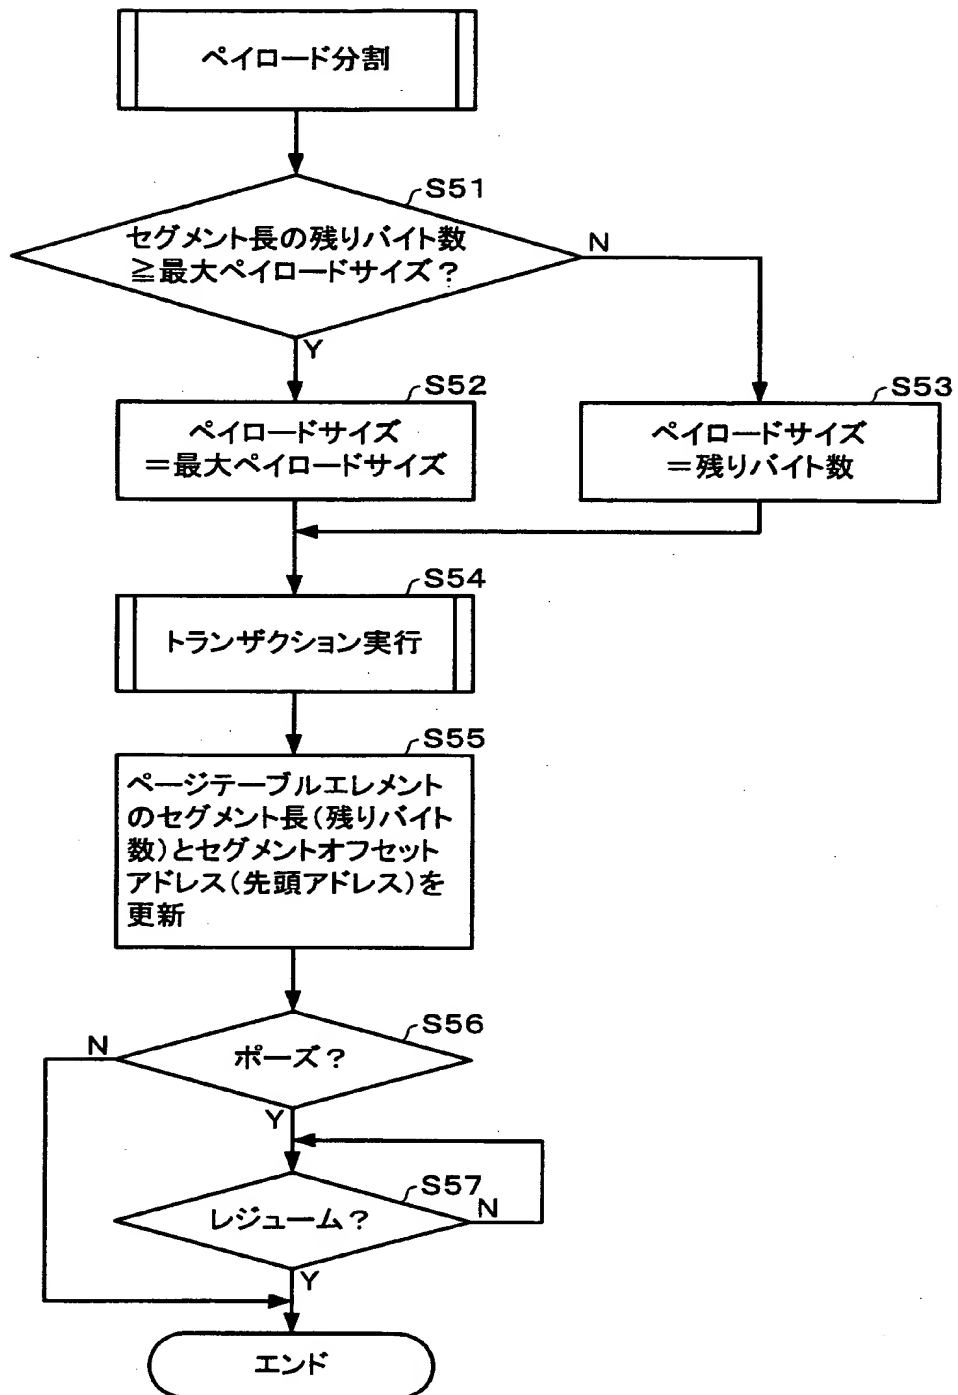 ペイロード分割
S51
セグメント長の残りバイト数
≧最大ペイロードサイズ?
N
Y
S52
ペイロードサイズ
=最大ペイロードサイズ
S53
ペイロードサイズ
=残りバイト数
S54
トランザクション実行
S55
ページテーブルエレメント
のセグメント長(残りバイト
数)とセグメントオフセット
アドレス(先頭アドレス)を
更新
S56
N
ポーズ?
Y
S57
レジューム?
N
Y
エンド